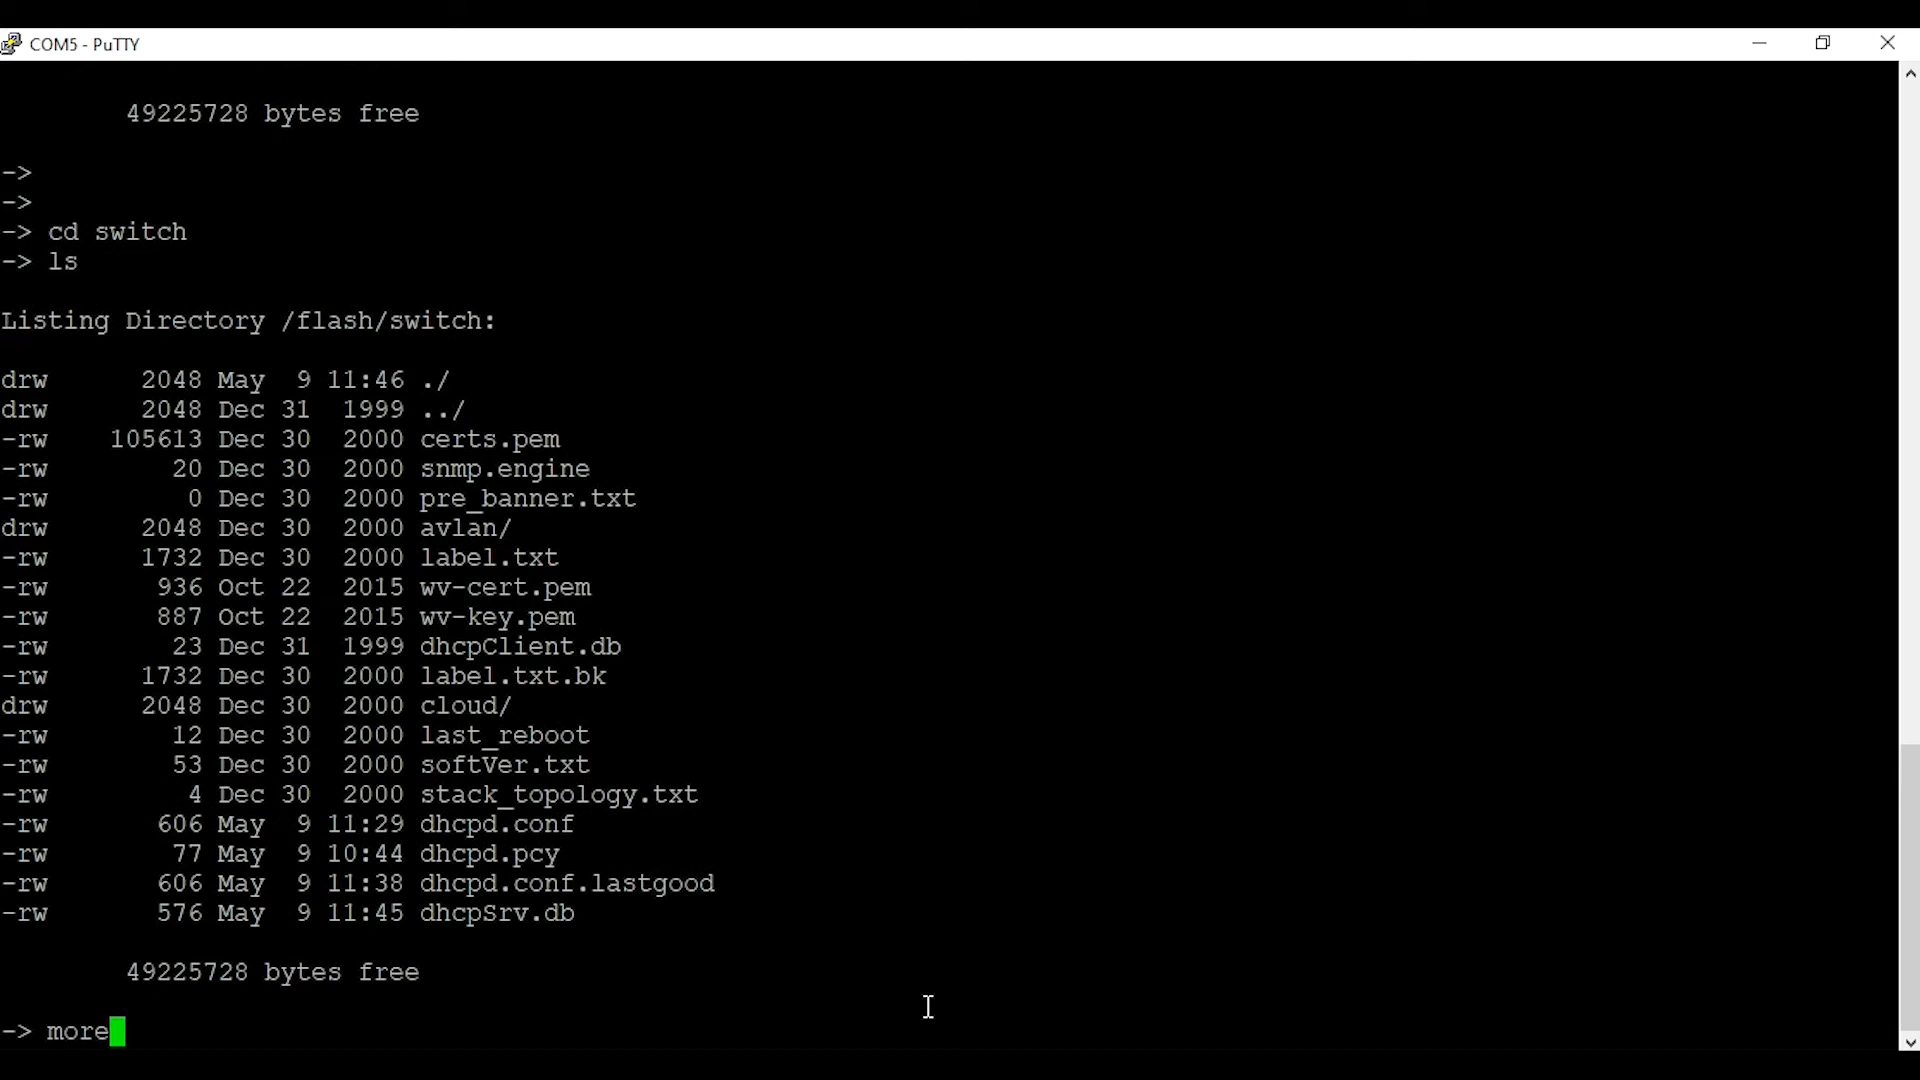 COM5 - PuTTY
49225728 bytes free
->
->
-> cd switch
-> ls
Listing Directory /flash/switch:
drw      2048 May  9 11:46 ./
drw      2048 Dec 31  1999 ../
-rw    105613 Dec 30  2000 certs.pem
-rw        20 Dec 30  2000 snmp.engine
-rw         0 Dec 30  2000 pre_banner.txt
drw      2048 Dec 30  2000 avlan/
-rw      1732 Dec 30  2000 label.txt
-rw       936 Oct 22  2015 wv-cert.pem
-rw       887 Oct 22  2015 wv-key.pem
-rw        23 Dec 31  1999 dhcpClient.db
-rw      1732 Dec 30  2000 label.txt.bk
drw      2048 Dec 30  2000 cloud/
-rw        12 Dec 30  2000 last_reboot
-rw        53 Dec 30  2000 softVer.txt
-rw         4 Dec 30  2000 stack_topology.txt
-rw       606 May  9 11:29 dhcpd.conf
-rw        77 May  9 10:44 dhcpd.pcy
-rw       606 May  9 11:38 dhcpd.conf.lastgood
-rw       576 May  9 11:45 dhcpSrv.db
49225728 bytes free
-> more